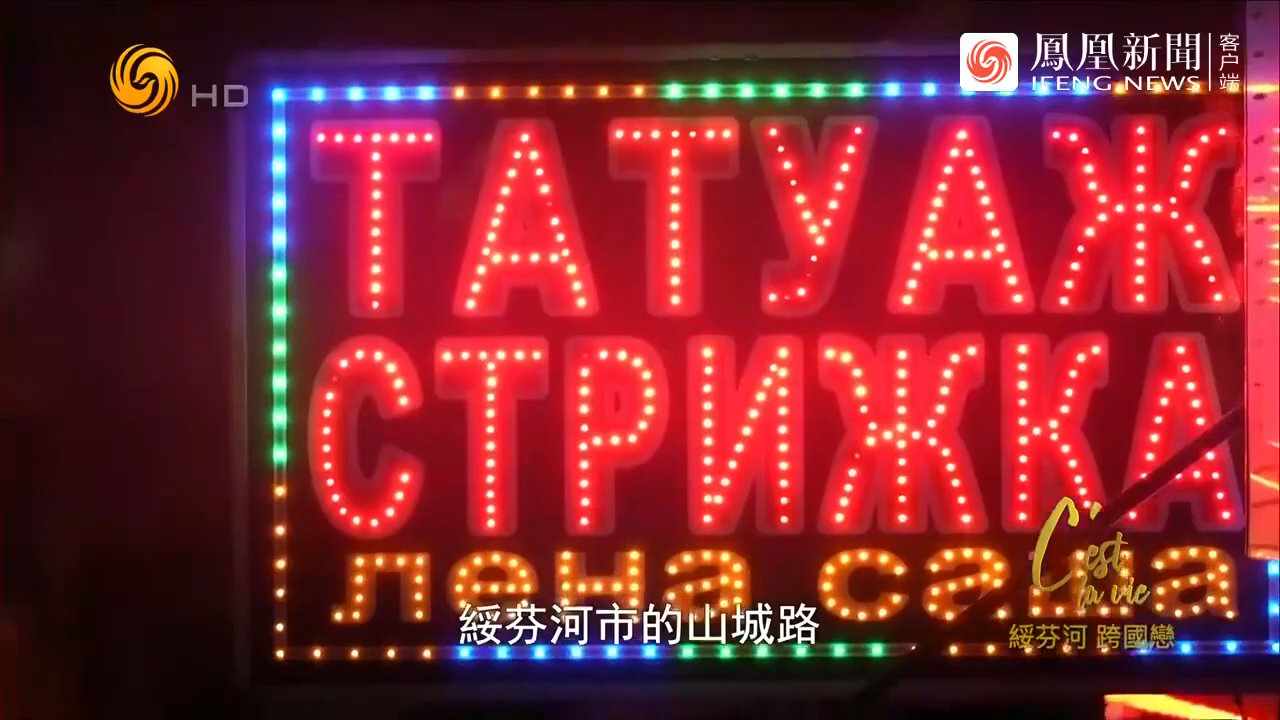 HD
鳳凰新聞
IFENG NEWS
客户端
ТАТУАЖ
СТРИЖКА
лена саша
C'est
la vie
綏芬河市的山城路
綏芬河 跨國戀